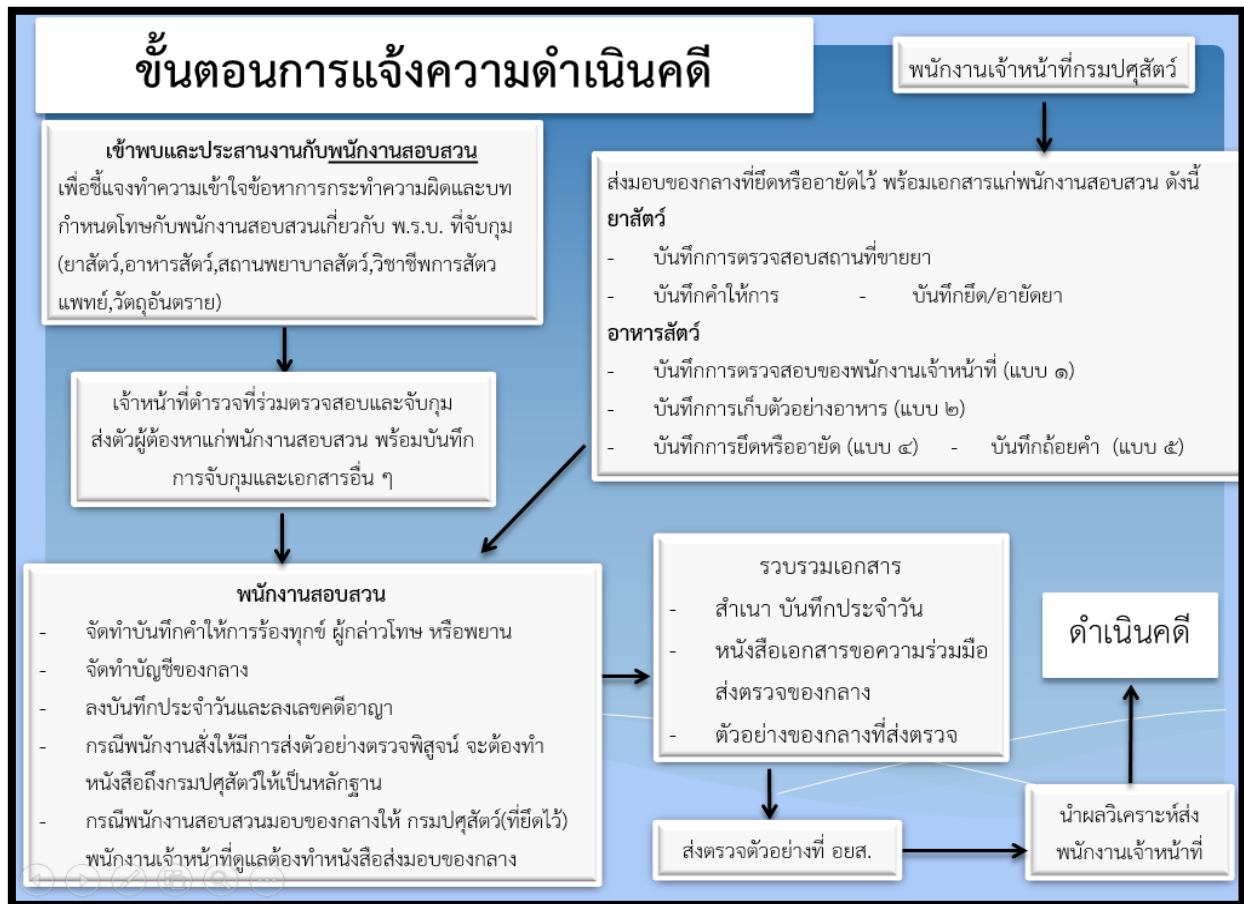 ขั้นตอนการแจ้งความดำเนินคดี
พนักงานเจ้าหน้าที่กรมปศุสัตว์
เข้าพบและประสานงานกับพนักงานสอบสวน
เพื่อชี้แจงทำความเข้าใจข้อหาการกระทำความผิดและบท
กำหนดโทษกับพนักงานสอบสวนเกี่ยวกับ พ.ร.บ. ที่จับกุม
(ยาสัตว์,อาหารสัตว์,สถานพยาบาลสัตว์,วิชาชีพการสัตว
แพทย์,วัตถุอันตราย)
ส่งมอบของกลางที่ยึดหรืออายัดไว้ พร้อมเอกสารแก่พนักงานสอบสวน ดังนี้
ยาสัตว์
- บันทึกการตรวจสอบสถานที่ขายยา
- บันทึกคำให้การ - บันทึกยึด/อายัดยา
อาหารสัตว์
- บันทึกการตรวจสอบของพนักงานเจ้าหน้าที่ (แบบ ๑)
- บันทึกการเก็บตัวอย่างอาหาร (แบบ ๒)
- บันทึกการยึดหรืออายัด (แบบ ๔) - บันทึกถ้อยคำ (แบบ ๕)
เจ้าหน้าที่ตำรวจที่ร่วมตรวจสอบและจับกุม
ส่งตัวผู้ต้องหาแก่พนักงานสอบสวน พร้อมบันทึก
การจับกุมและเอกสารอื่น ๆ
พนักงานสอบสวน
- จัดทำบันทึกคำให้การร้องทุกข์ ผู้กล่าวโทษ หรือพยาน
- จัดทำบัญชีของกลาง
- ลงบันทึกประจำวันและลงเลขคดีอาญา
- กรณีพนักงานสั่งให้มีการส่งตัวอย่างตรวจพิสูจน์ จะต้องทำ
หนังสือถึงกรมปศุสัตว์ให้เป็นหลักฐาน
- กรณีพนักงานสอบสวนมอบของกลางให้ กรมปศุสัตว์(ที่ยึดไว้)
พนักงานเจ้าหน้าที่ดูแลต้องทำหนังสือส่งมอบของกลาง
รวบรวมเอกสาร
- สำเนา บันทึกประจำวัน
- หนังสือเอกสารขอความร่วมมือ
ส่งตรวจของกลาง
- ตัวอย่างของกลางที่ส่งตรวจ
ส่งตรวจตัวอย่างที่ อยส.
นำผลวิเคราะห์ส่ง
พนักงานเจ้าหน้าที่
ดำเนินคดี